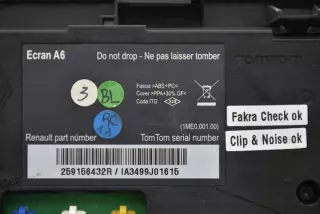 TOMTOM
Ecran A6
Do not drop - Ne pas laisser tomber
3
BL
Fascia >ABS+PC<
Cover >PPA+30% GF<
Code ITG
(1ME0.001.00)
Fakra Check ok
Clip & Noise ok
Renault part number
TomTom serial number
259156432R / IA3499J01615